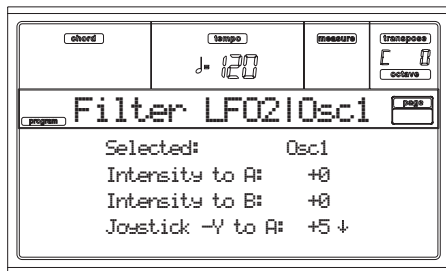 chord tempo measure transpose
♩= 120 C 0
octave
program Filter LFO2|Osc1 page
Selected: Osc1
Intensity to A: +0
Intensity to B: +0
Joystick -Y to A: +5 ↓